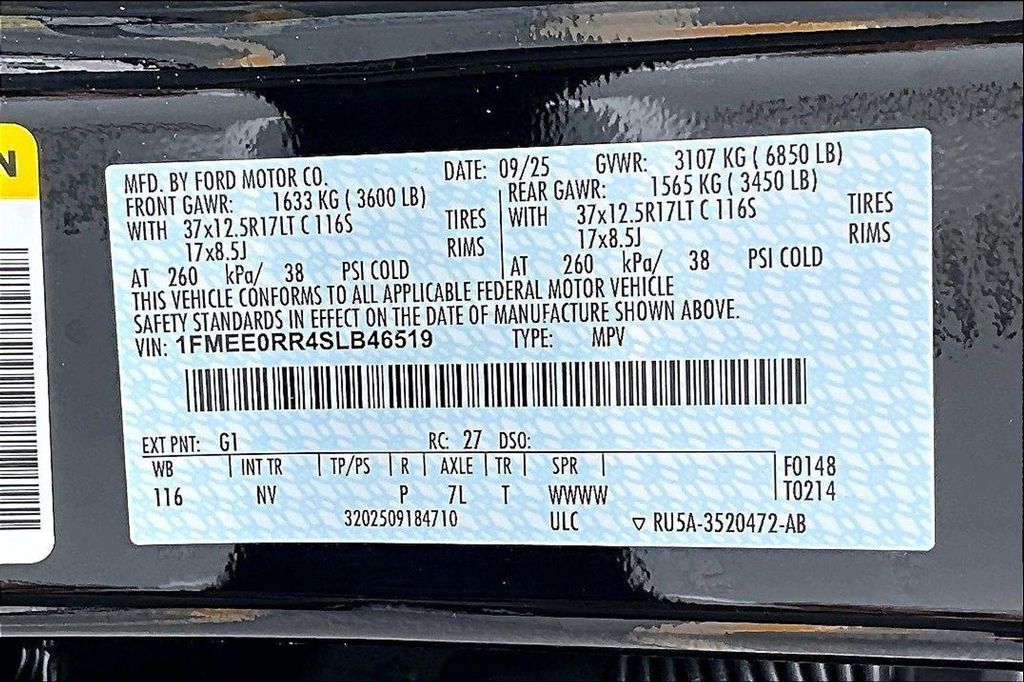 N
MFD. BY FORD MOTOR CO. DATE: 09/25 GVWR: 3107 KG ( 6850 LB)
FRONT GAWR: 1633 KG ( 3600 LB) REAR GAWR: 1565 KG ( 3450 LB)
WITH 37x12.5R17LT C 116S TIRES WITH 37x12.5R17LT C 116S TIRES
17x8.5J RIMS 17x8.5J RIMS
AT 260 kPa/ 38 PSI COLD AT 260 kPa/ 38 PSI COLD
THIS VEHICLE CONFORMS TO ALL APPLICABLE FEDERAL MOTOR VEHICLE
SAFETY STANDARDS IN EFFECT ON THE DATE OF MANUFACTURE SHOWN ABOVE.
VIN: 1FMEE0RR4SLB46519 TYPE: MPV
EXT PNT: G1 RC: 27 DSO:
WB INT TR TP/PS R AXLE TR SPR F0148
116 NV P 7L T WWWW T0214
3202509184710 ULC ▽ RU5A-3520472-AB